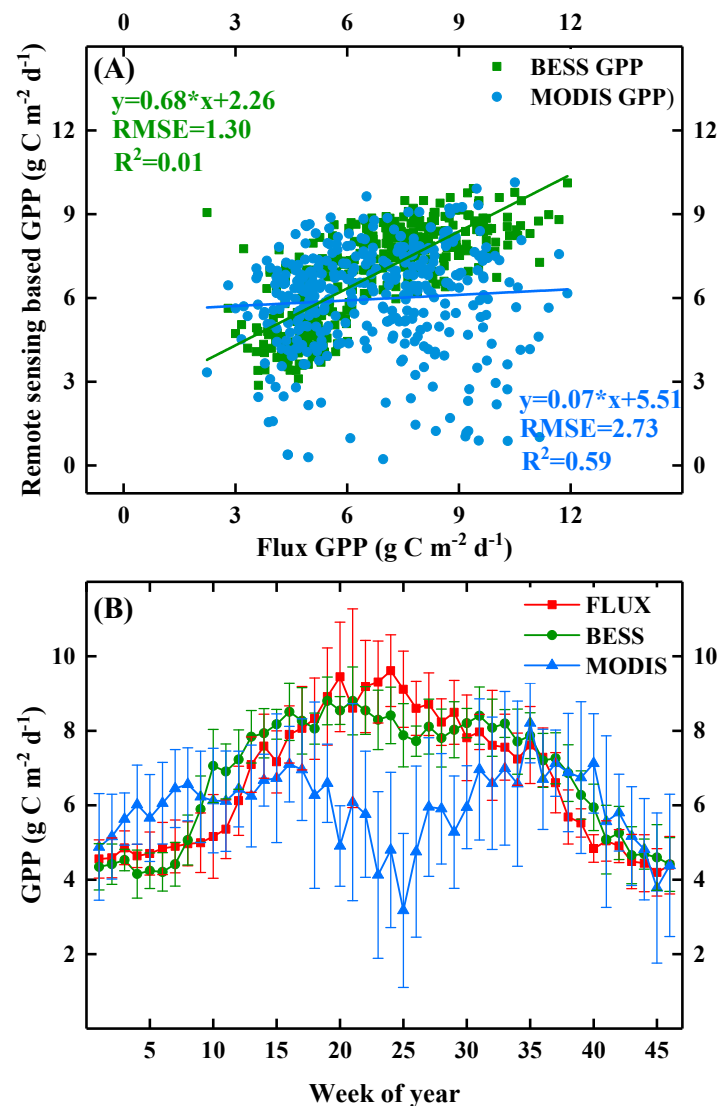 0 3 6 9 12
(A)
BESS GPP
MODIS GPP)
y=0.68*x+2.26
RMSE=1.30
R²=0.01
12
9
6
3
0
12
9
6
3
0
Remote sensing based GPP (g C m⁻² d⁻¹)
y=0.07*x+5.51
RMSE=2.73
R²=0.59
0 3 6 9 12
Flux GPP (g C m⁻² d⁻¹)
(B)
FLUX
BESS
MODIS
10
8
6
4
2
10
8
6
4
2
GPP (g C m⁻² d⁻¹)
5 10 15 20 25 30 35 40 45
Week of year